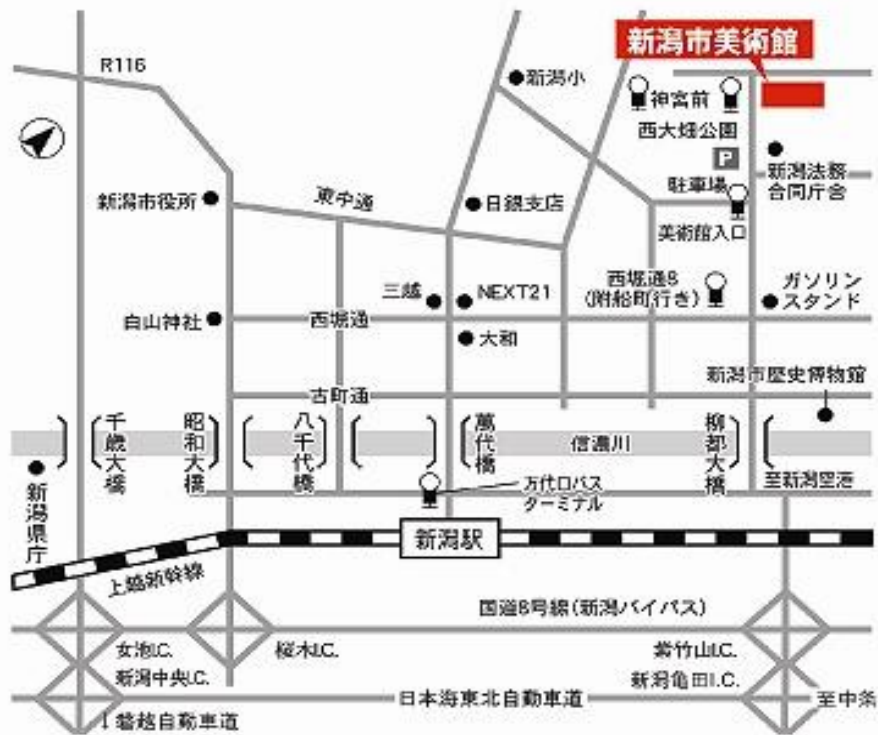 新潟市美術館
R116
新潟小
神宮前
西大畑公園
P
駐車場
新潟法務
合同庁舎
新潟市役所
東中通
日銀支店
美術館入口
三越
NEXT21
西堀通8
(附船町行き)
ガソリン
スタンド
白山神社
西堀通
大和
古町通
新潟市歴史博物館
千歳大橋
昭和大橋
八千代橋
萬代橋
信濃川
柳都大橋
新潟県庁
万代口バス
ターミナル
至新潟空港
新潟駅
上越新幹線
国道8号線(新潟バイパス)
女池I.C.
桜木I.C.
紫竹山I.C.
新潟中央I.C.
新潟亀田I.C.
日本海東北自動車道
至中条
磐越自動車道